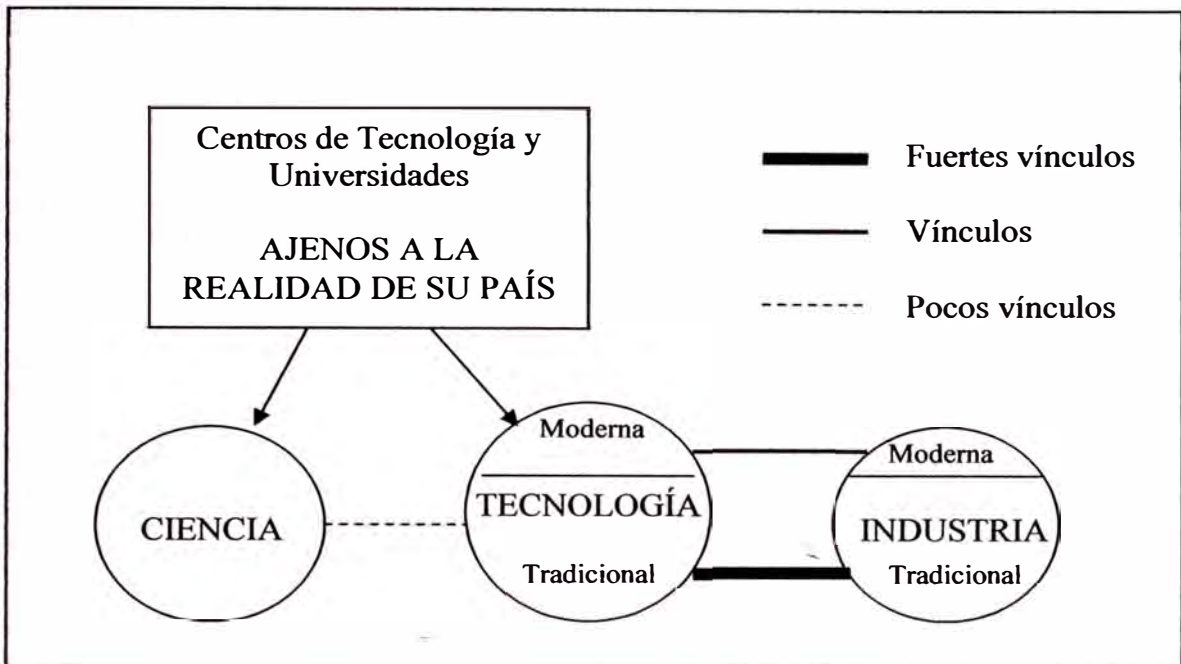 Centros de Tecnología y
Universidades
AJENOS A LA
REALIDAD DE SU PAÍS
Fuertes vínculos
Vínculos
Pocos vínculos
CIENCIA
Moderna
TECNOLOGÍA
Tradicional
Moderna
INDUSTRIA
Tradicional